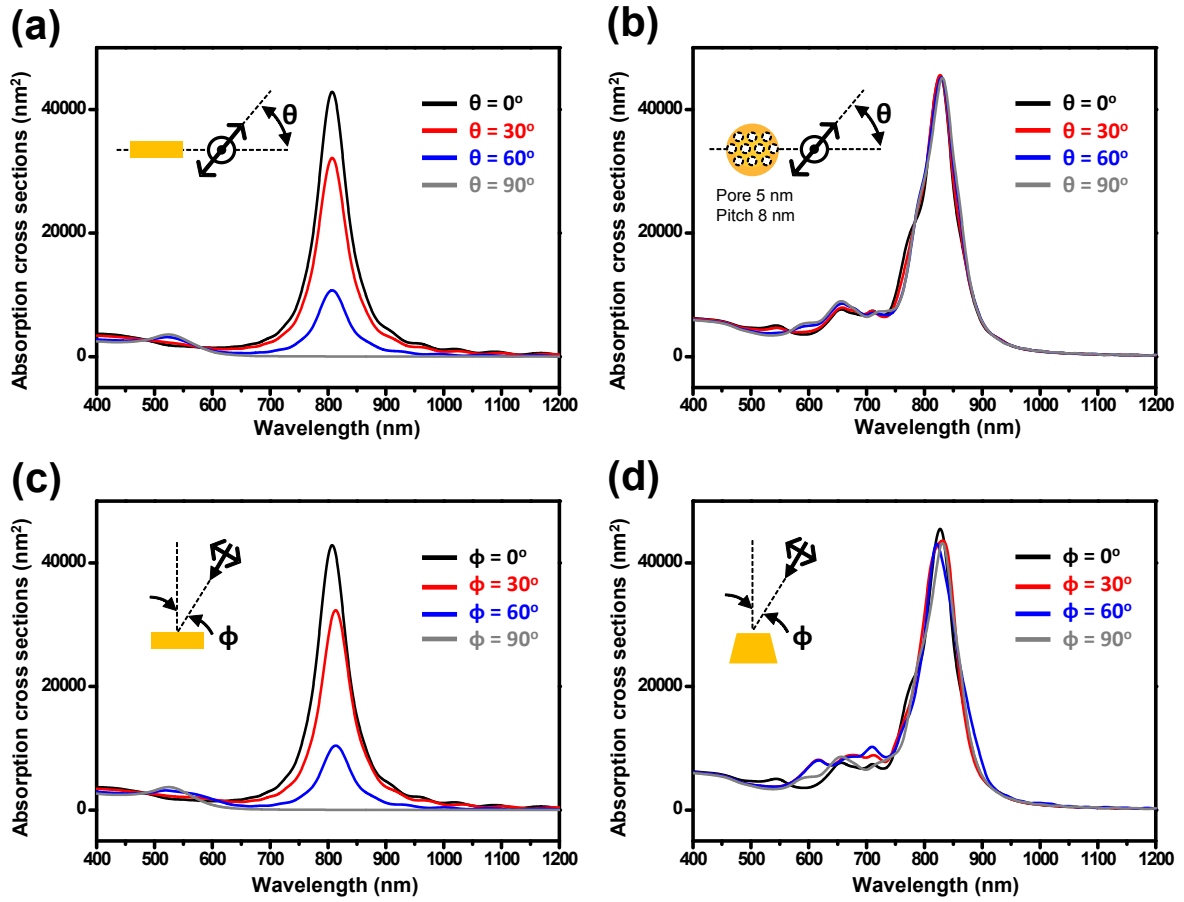 (a)
Absorption cross sections (nm²)
40000
20000
0
θ
θ = 0º
θ = 30º
θ = 60º
θ = 90º
400 500 600 700 800 900 1000 1100 1200
Wavelength (nm)
(b)
Absorption cross sections (nm²)
40000
20000
0
θ
Pore 5 nm
Pitch 8 nm
θ = 0º
θ = 30º
θ = 60º
θ = 90º
400 500 600 700 800 900 1000 1100 1200
Wavelength (nm)
(c)
Absorption cross sections (nm²)
40000
20000
0
ϕ
ϕ = 0º
ϕ = 30º
ϕ = 60º
ϕ = 90º
400 500 600 700 800 900 1000 1100 1200
Wavelength (nm)
(d)
Absorption cross sections (nm²)
40000
20000
0
ϕ
ϕ = 0º
ϕ = 30º
ϕ = 60º
ϕ = 90º
400 500 600 700 800 900 1000 1100 1200
Wavelength (nm)